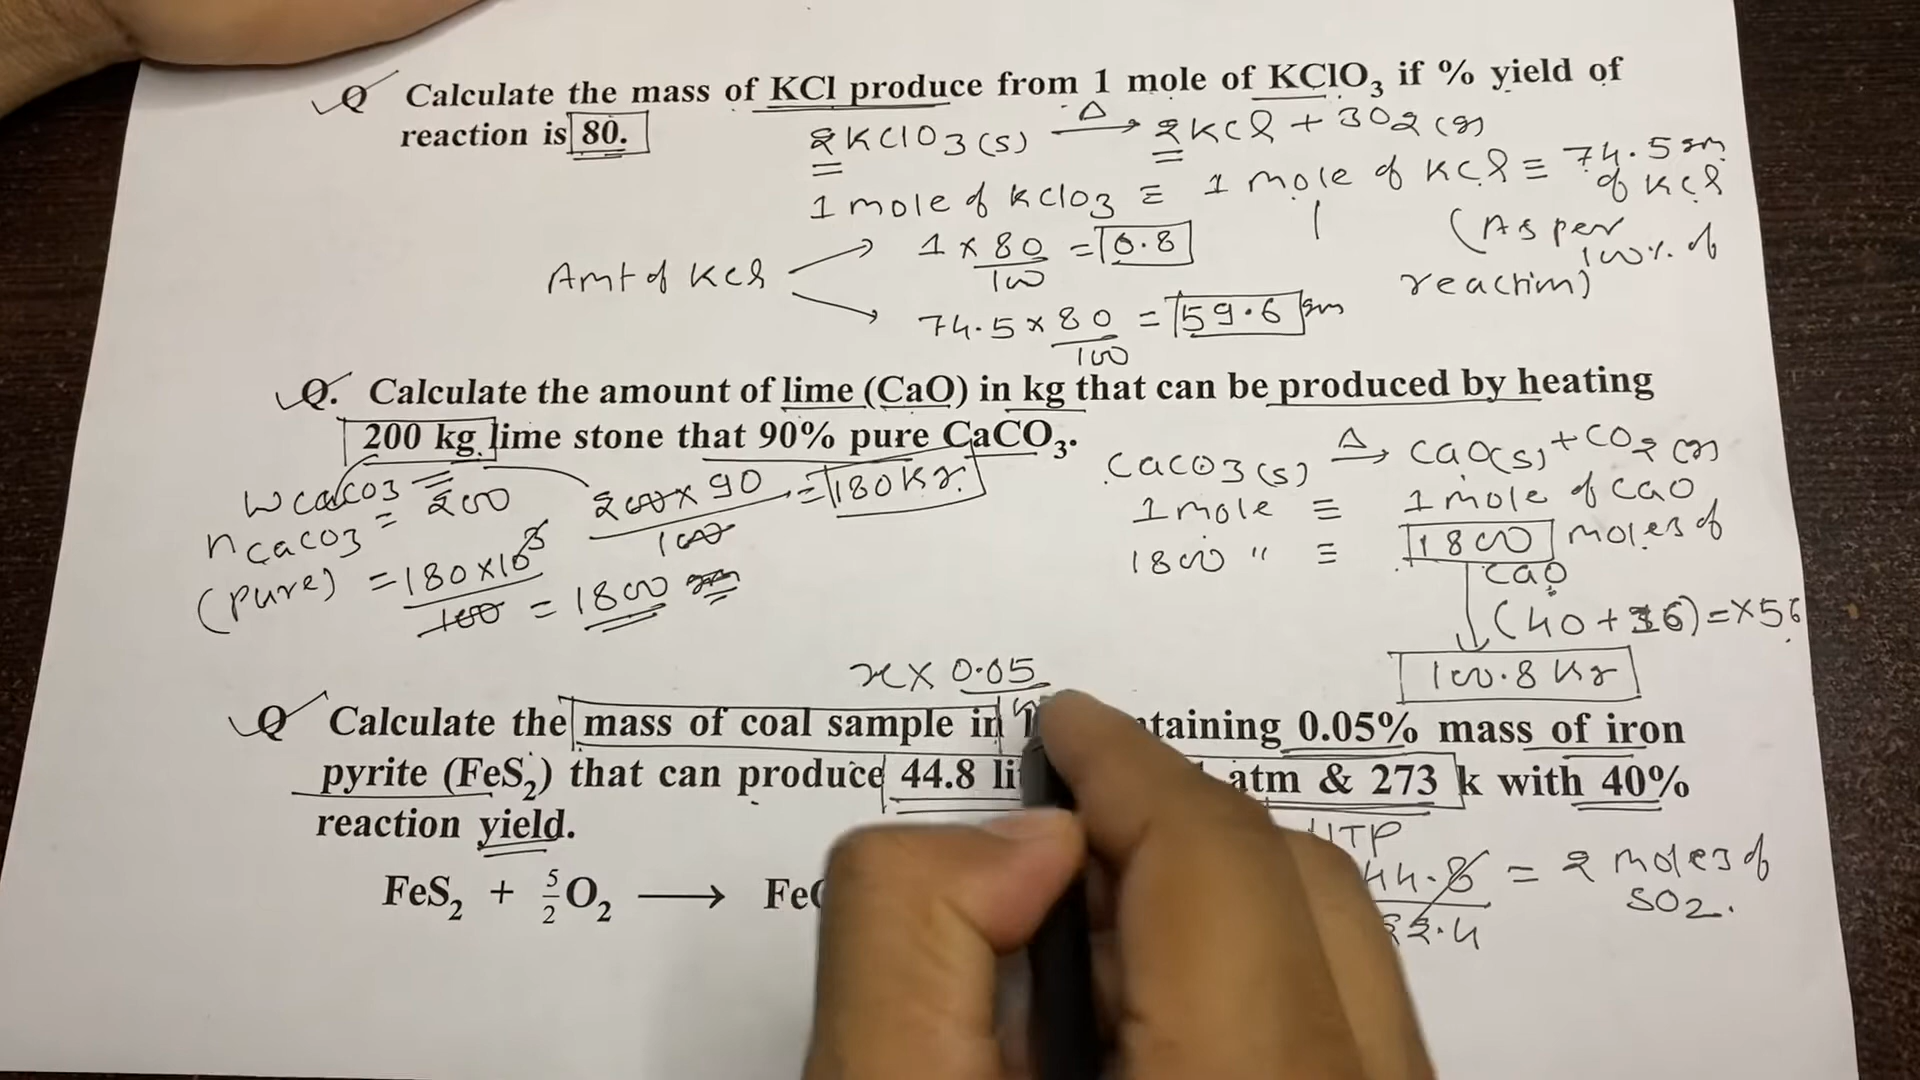 Q Calculate the mass of KCl produce from 1 mole of KClO3 if % yield of
reaction is 80.
2KClO3(s) Δ→ 2KCl + 3O2(g)
1 mole of KClO3 ≡ 1 mole of KCl ≡ 74.5 gm of KCl
(As per 100% of reaction)
Amt of KCl
1 × 80/100 = 0.8
74.5 × 80/100 = 59.6 gm
Q. Calculate the amount of lime (CaO) in kg that can be produced by heating
200 kg lime stone that 90% pure CaCO3.
CaCO3(s) Δ→ CaO(s) + CO2(g)
1 mole ≡ 1 mole of CaO
1800 " ≡ 1800 moles of CaO
(40+16) = ×56
100.8 Kg
WCaCO3 = 200
200 × 90/100 = 180 Kg.
nCaCO3 (pure) = 180×10³/100 = 1800
x × 0.05
Q Calculate the mass of coal sample in taining 0.05% mass of iron
pyrite (FeS2) that can produce 44.8 atm & 273 k with 40%
reaction yield.
FeS2 + 5/2 O2 ⟶
44.8/22.4 = 2 moles of SO2.